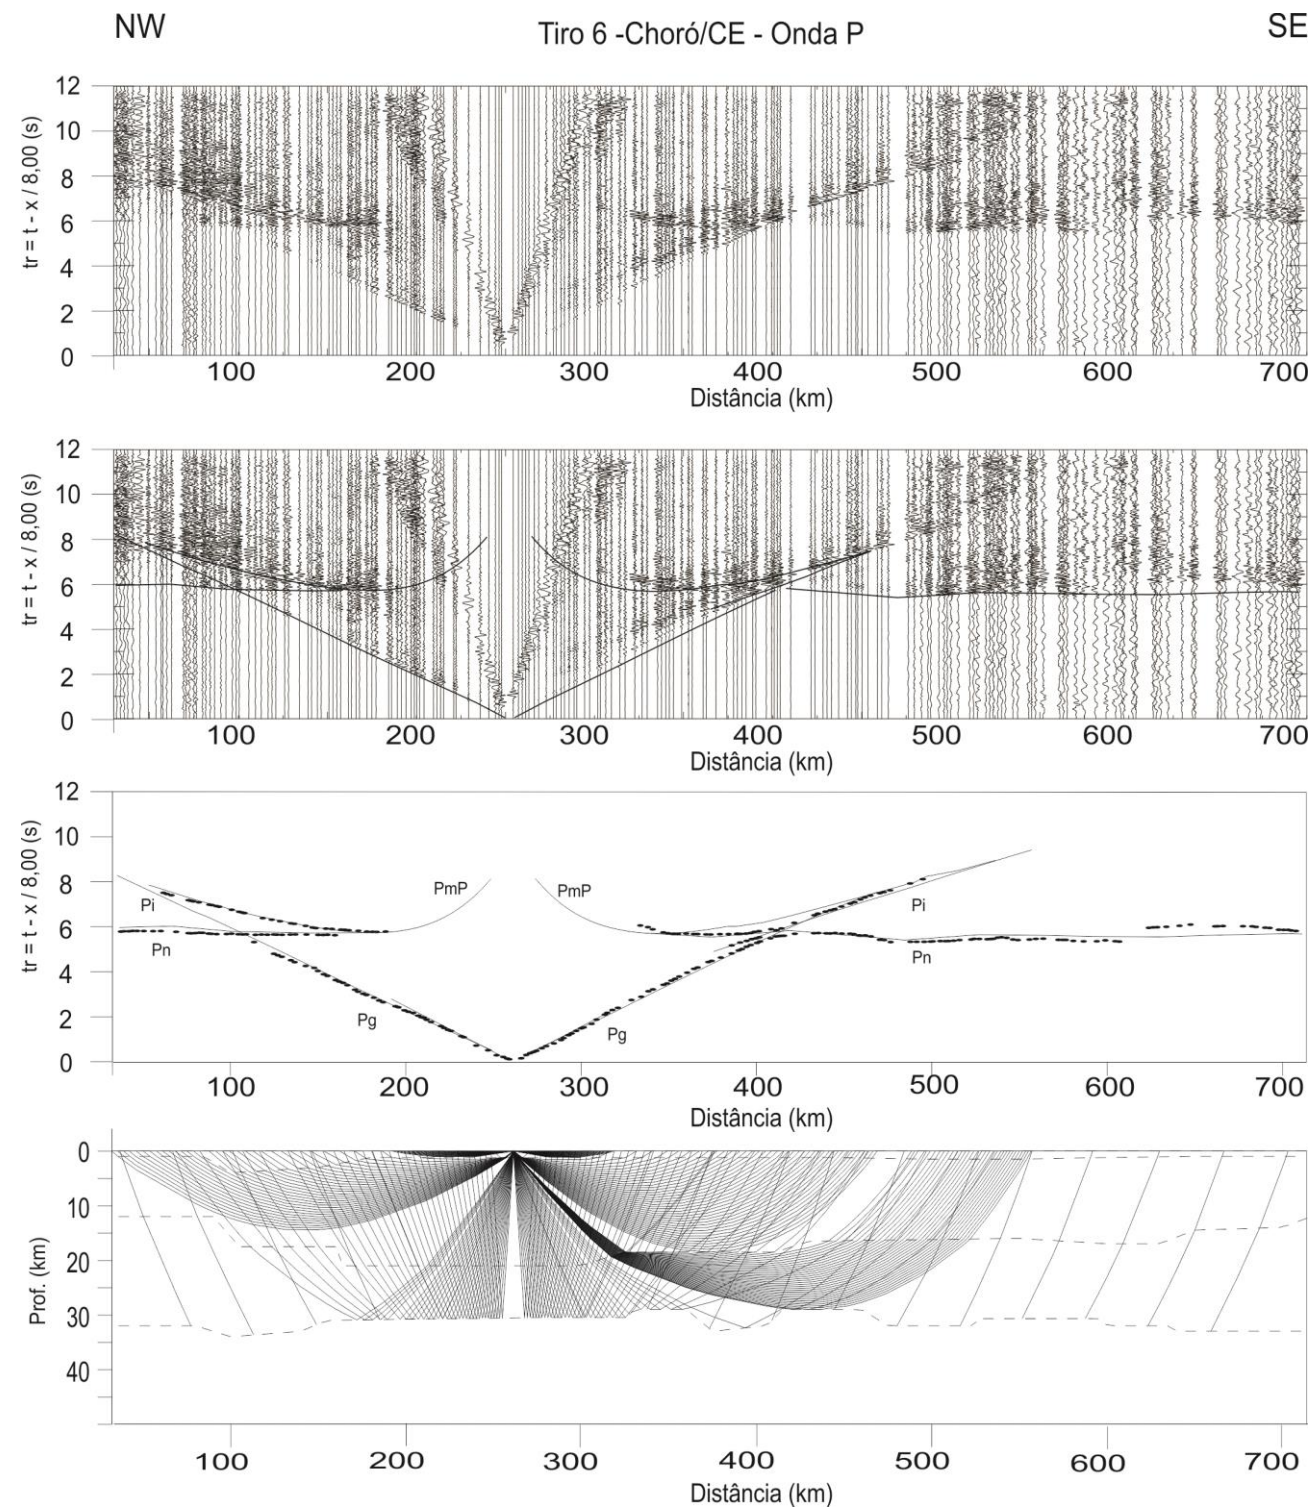 NW
Tiro 6 -Choró/CE - Onda P
SE
tr = t - x / 8,00 (s)
12
10
8
6
4
2
0
100
200
300
400
500
600
700
Distância (km)
tr = t - x / 8,00 (s)
12
10
8
6
4
2
0
100
200
300
400
500
600
700
Distância (km)
tr = t - x / 8,00 (s)
12
10
8
6
4
2
0
PmP
PmP
Pi
Pi
Pn
Pn
Pg
Pg
100
200
300
400
500
600
700
Distância (km)
Prof. (km)
0
10
20
30
40
100
200
300
400
500
600
700
Distância (km)